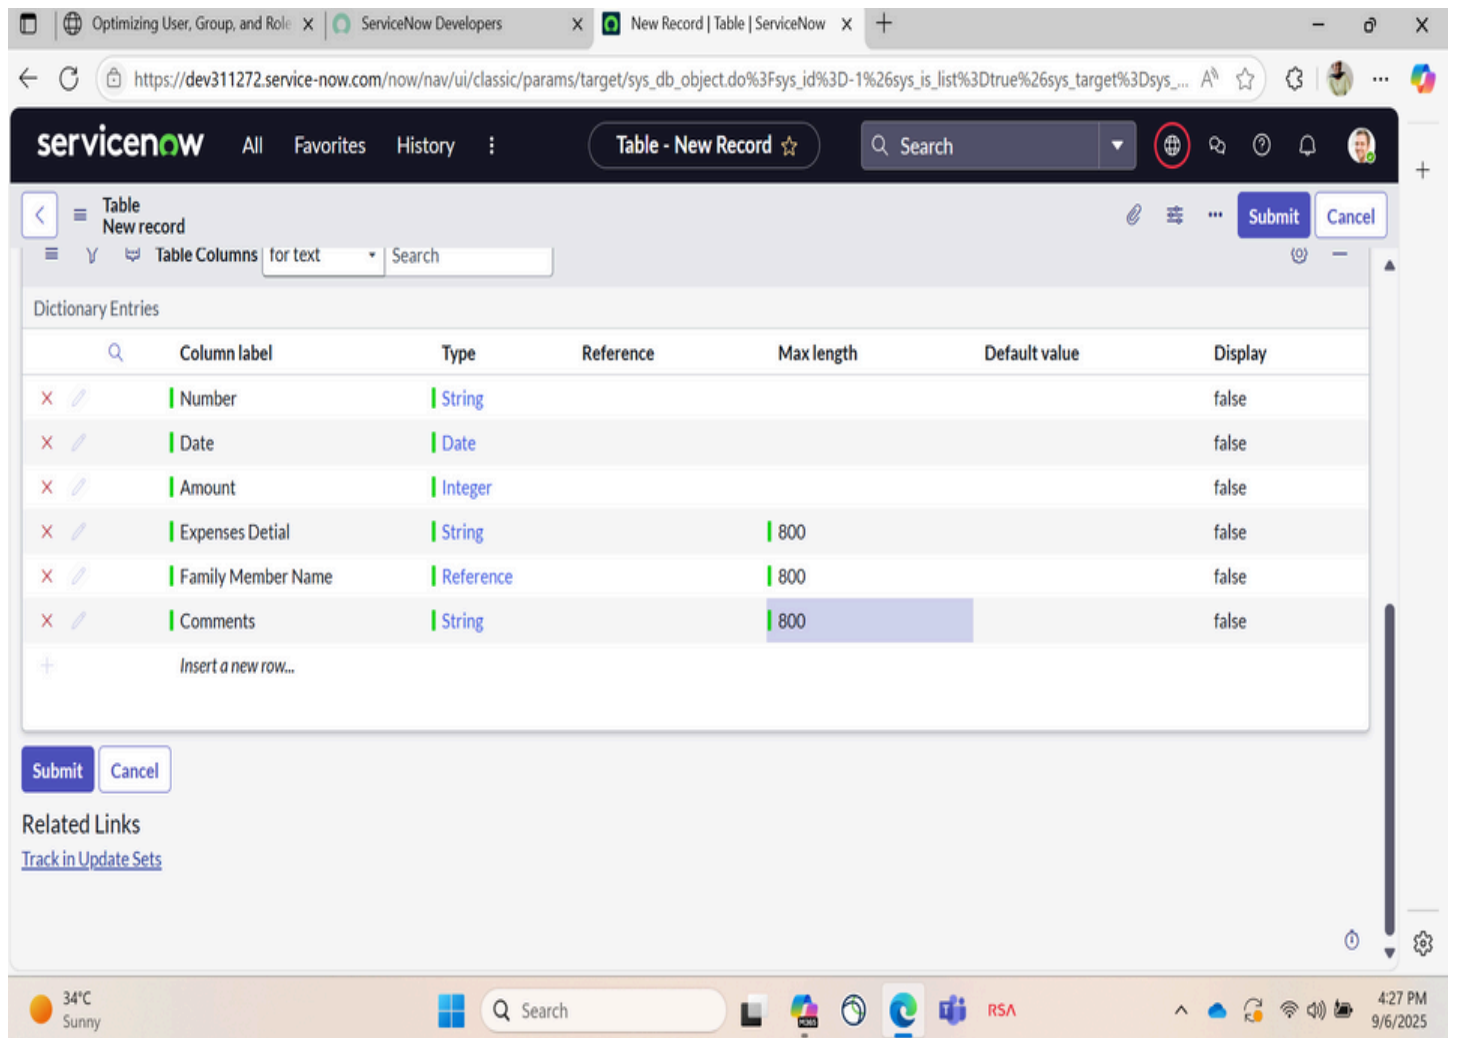 Optimizing User, Group, and Role
ServiceNow Developers
New Record | Table | ServiceNow
https://dev311272.service-now.com/now/nav/ui/classic/params/target/sys_db_object.do%3Fsys_id%3D-1%26sys_is_list%3Dtrue%26sys_target%3Dsys_...
servicenow All Favorites History Table - New Record Search
Table
New record
Submit Cancel
Table Columns for text Search
Dictionary Entries
Column label Type Reference Max length Default value Display
Number String false
Date Date false
Amount Integer false
Expenses Detial String 800 false
Family Member Name Reference 800 false
Comments String 800 false
Insert a new row...
Submit Cancel
Related Links
Track in Update Sets
34°C
Sunny
Search
M365
RSA
4:27 PM
9/6/2025